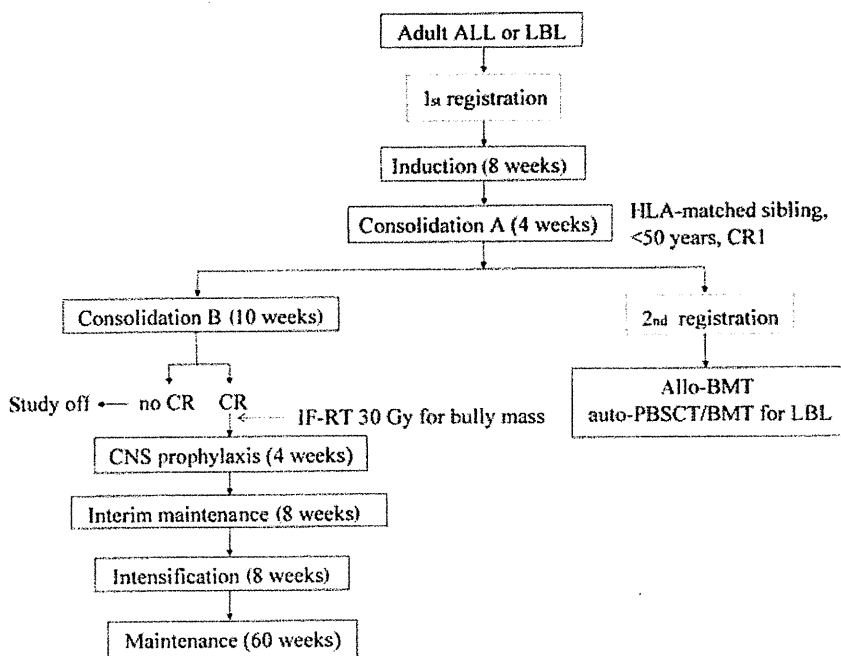 Adult ALL or LBL
1st registration
Induction (8 weeks)
Consolidation A (4 weeks)
HLA-matched sibling,
<50 years, CR1
Consolidation B (10 weeks)
2nd registration
Allo-BMT
auto-PBSCT/BMT for LBL
Study off
no CR
CR
IF-RT 30 Gy for bully mass
CNS prophylaxis (4 weeks)
Interim maintenance (8 weeks)
Intensification (8 weeks)
Maintenance (60 weeks)